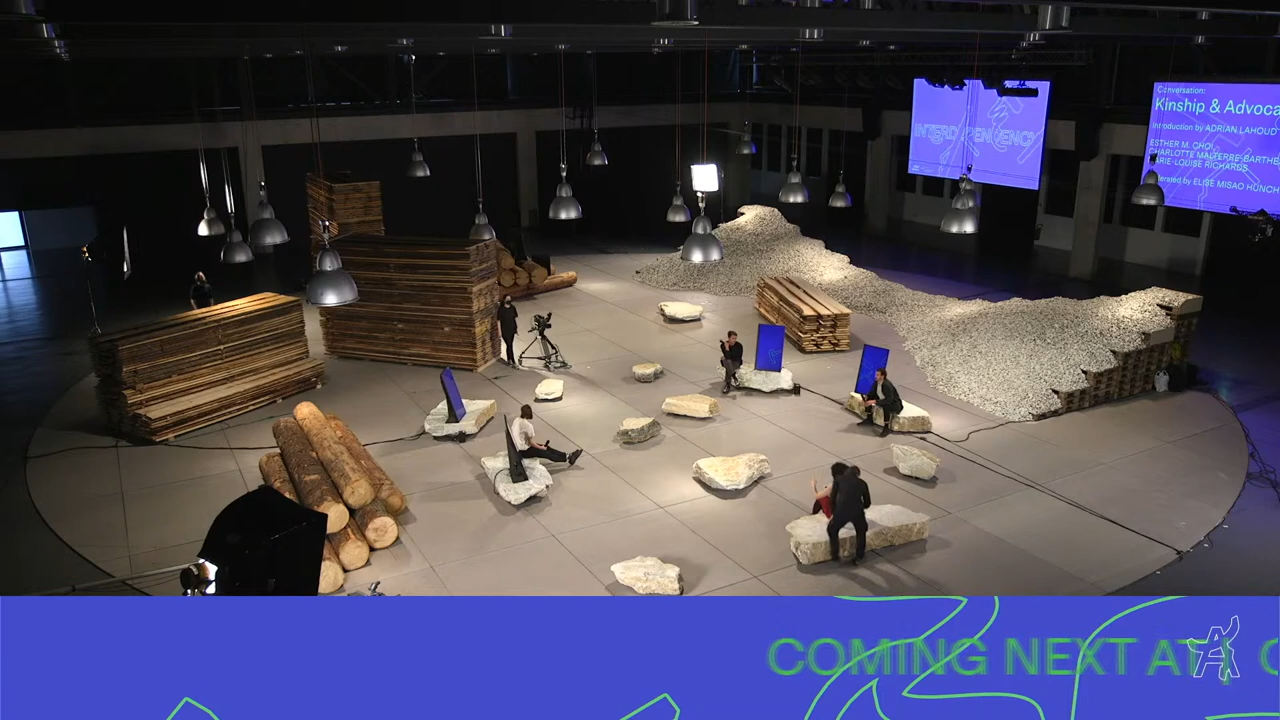 INTERDEPENDENCY
Conversation:
Kinship & Advoca
Introduction by ADRIAN LAHOUD
ESTHER M. CHOI,
CHARLOTTE MALTERRE-BARTHE
MARIE-LOUISE RICHARDS
erated by ELISE MISAO HUNCH
COMING NEXT AT